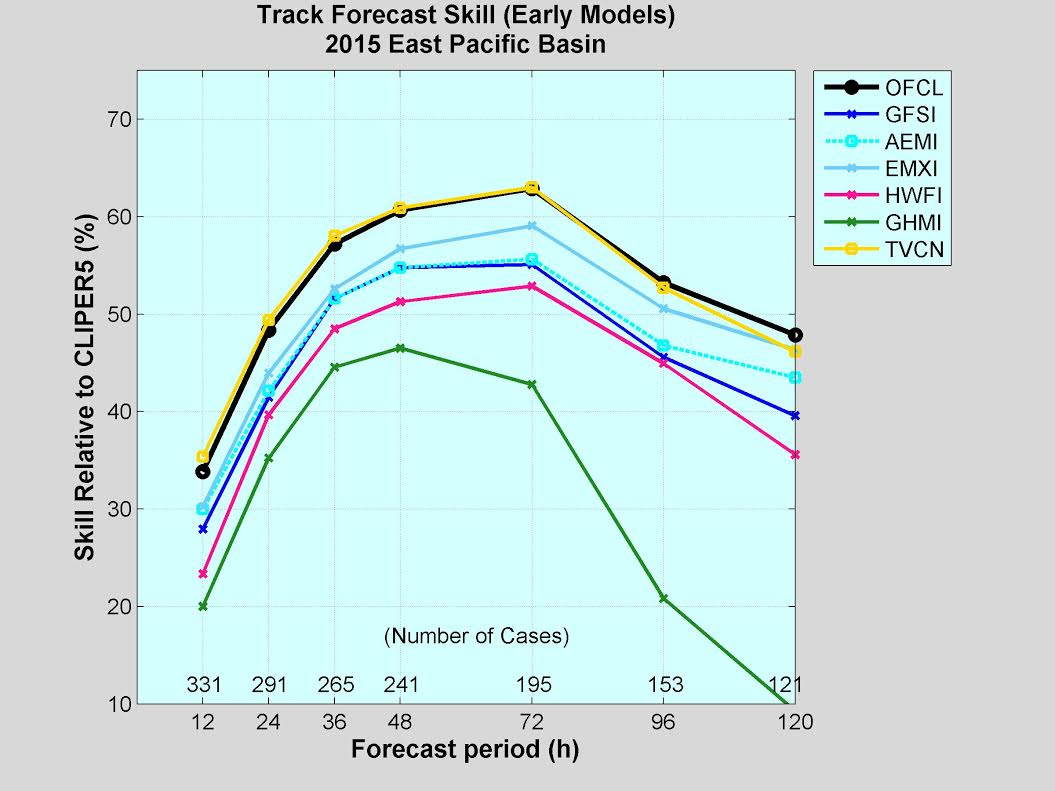 Track Forecast Skill (Early Models)
2015 East Pacific Basin
OFCL
GFSI
AEMI
EMXI
HWFI
GHMI
TVCN
Skill Relative to CLIPER5 (%)
70
60
50
40
30
20
10
(Number of Cases)
331 291 265 241 195 153 121
12 24 36 48 72 96 120
Forecast period (h)